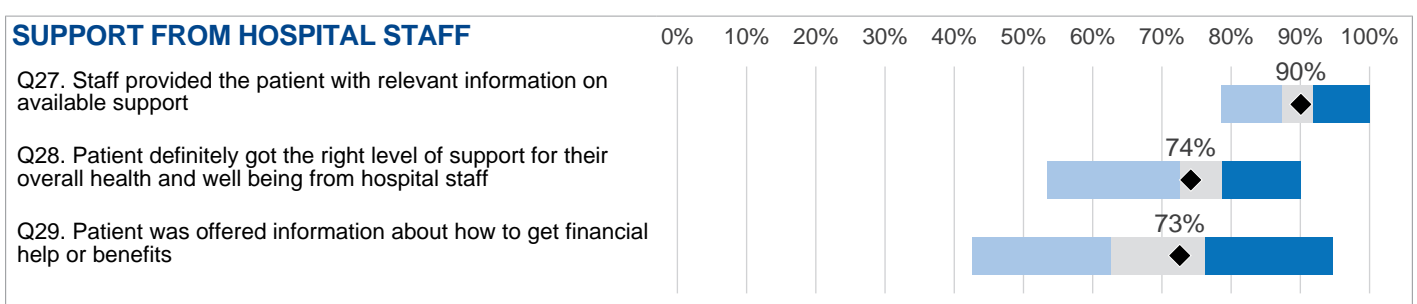 SUPPORT FROM HOSPITAL STAFF 0% 10% 20% 30% 40% 50% 60% 70% 80% 90% 100%
Q27. Staff provided the patient with relevant information on
available support
90%
Q28. Patient definitely got the right level of support for their
overall health and well being from hospital staff
74%
Q29. Patient was offered information about how to get financial
help or benefits
73%